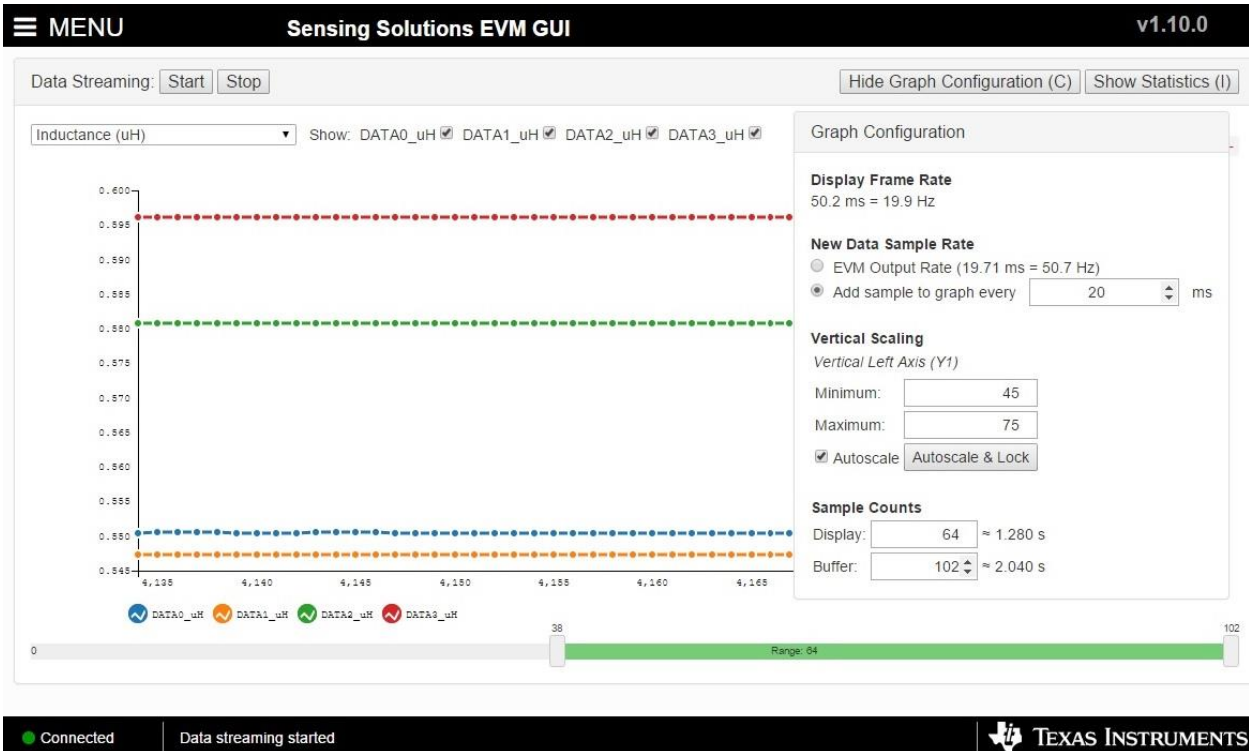 MENU Sensing Solutions EVM GUI v1.10.0
Data Streaming: Start Stop Hide Graph Configuration (C) Show Statistics (I)
Inductance (uH) Show: DATA0_uH DATA1_uH DATA2_uH DATA3_uH
Graph Configuration
Display Frame Rate
50.2 ms = 19.9 Hz
New Data Sample Rate
EVM Output Rate (19.71 ms = 50.7 Hz)
Add sample to graph every 20 ms
Vertical Scaling
Vertical Left Axis (Y1)
Minimum: 45
Maximum: 75
Autoscale Autoscale & Lock
Sample Counts
Display: 64 ≈ 1.280 s
Buffer: 102 ≈ 2.040 s
0.600
0.595
0.590
0.585
0.580
0.575
0.570
0.565
0.560
0.555
0.550
0.545
4,135 4,140 4,145 4,150 4,155 4,160 4,165
DATA0_uH DATA1_uH DATA2_uH DATA3_uH
38 102
0 Range: 64
Connected Data streaming started TEXAS INSTRUMENTS